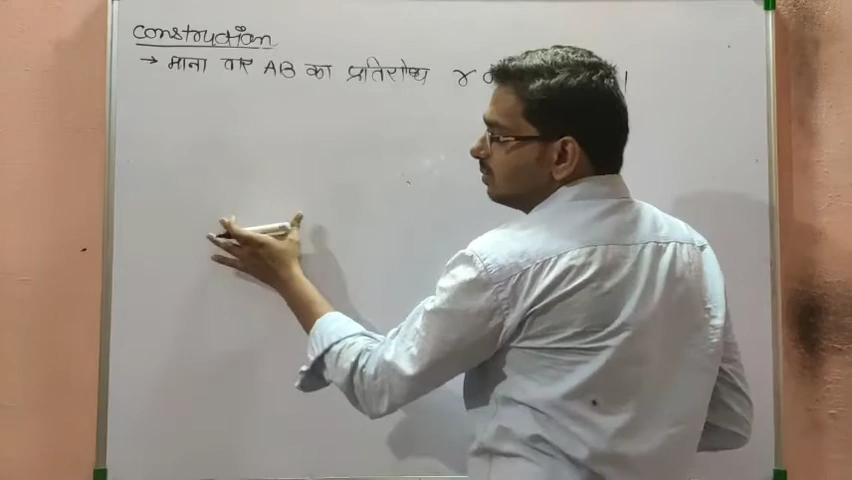 construction
→ माना तार AB का प्रतिरोध r